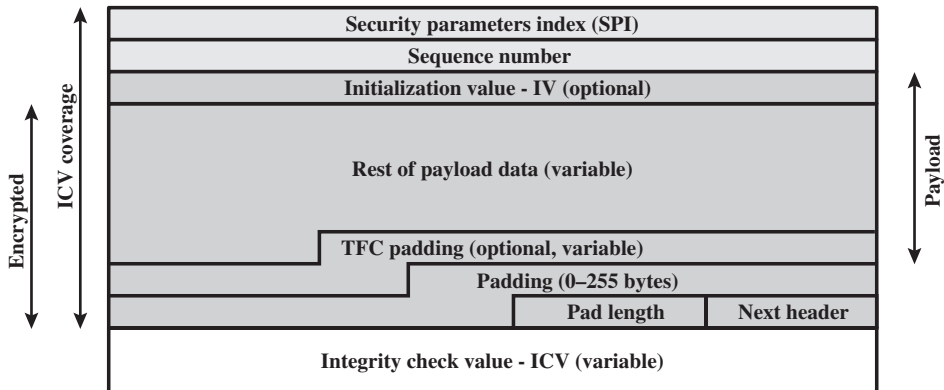 Security parameters index (SPI)
Sequence number
Initialization value - IV (optional)
Rest of payload data (variable)
TFC padding (optional, variable)
Padding (0–255 bytes)
Pad length
Next header
Integrity check value - ICV (variable)
Encrypted
ICV coverage
Payload